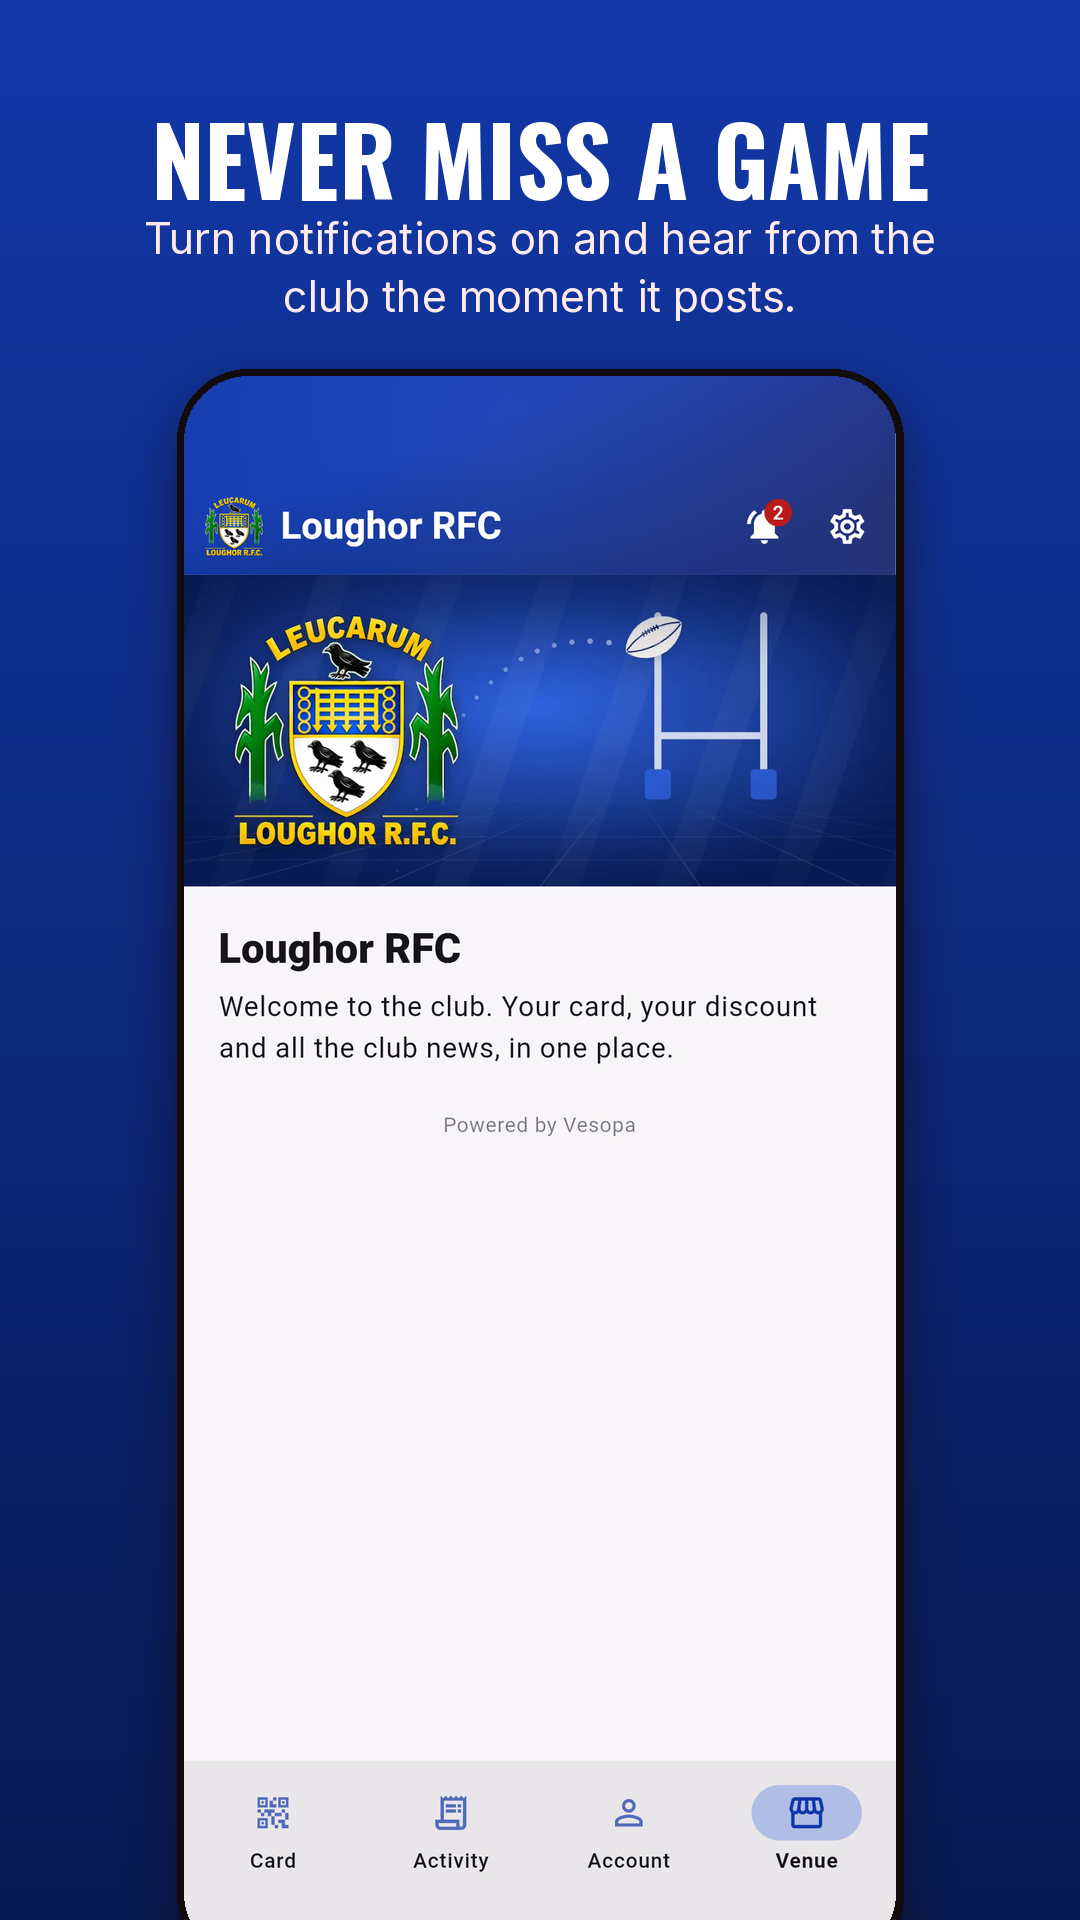 NEVER MISS A GAME
Turn notifications on and hear from the
club the moment it posts.
LEUCARUM
LOUGHOR R.F.C.
Loughor RFC
2
LEUCARUM
LOUGHOR R.F.C.
Loughor RFC
Welcome to the club. Your card, your discount
and all the club news, in one place.
Powered by Vesopa
Card
Activity
Account
Venue